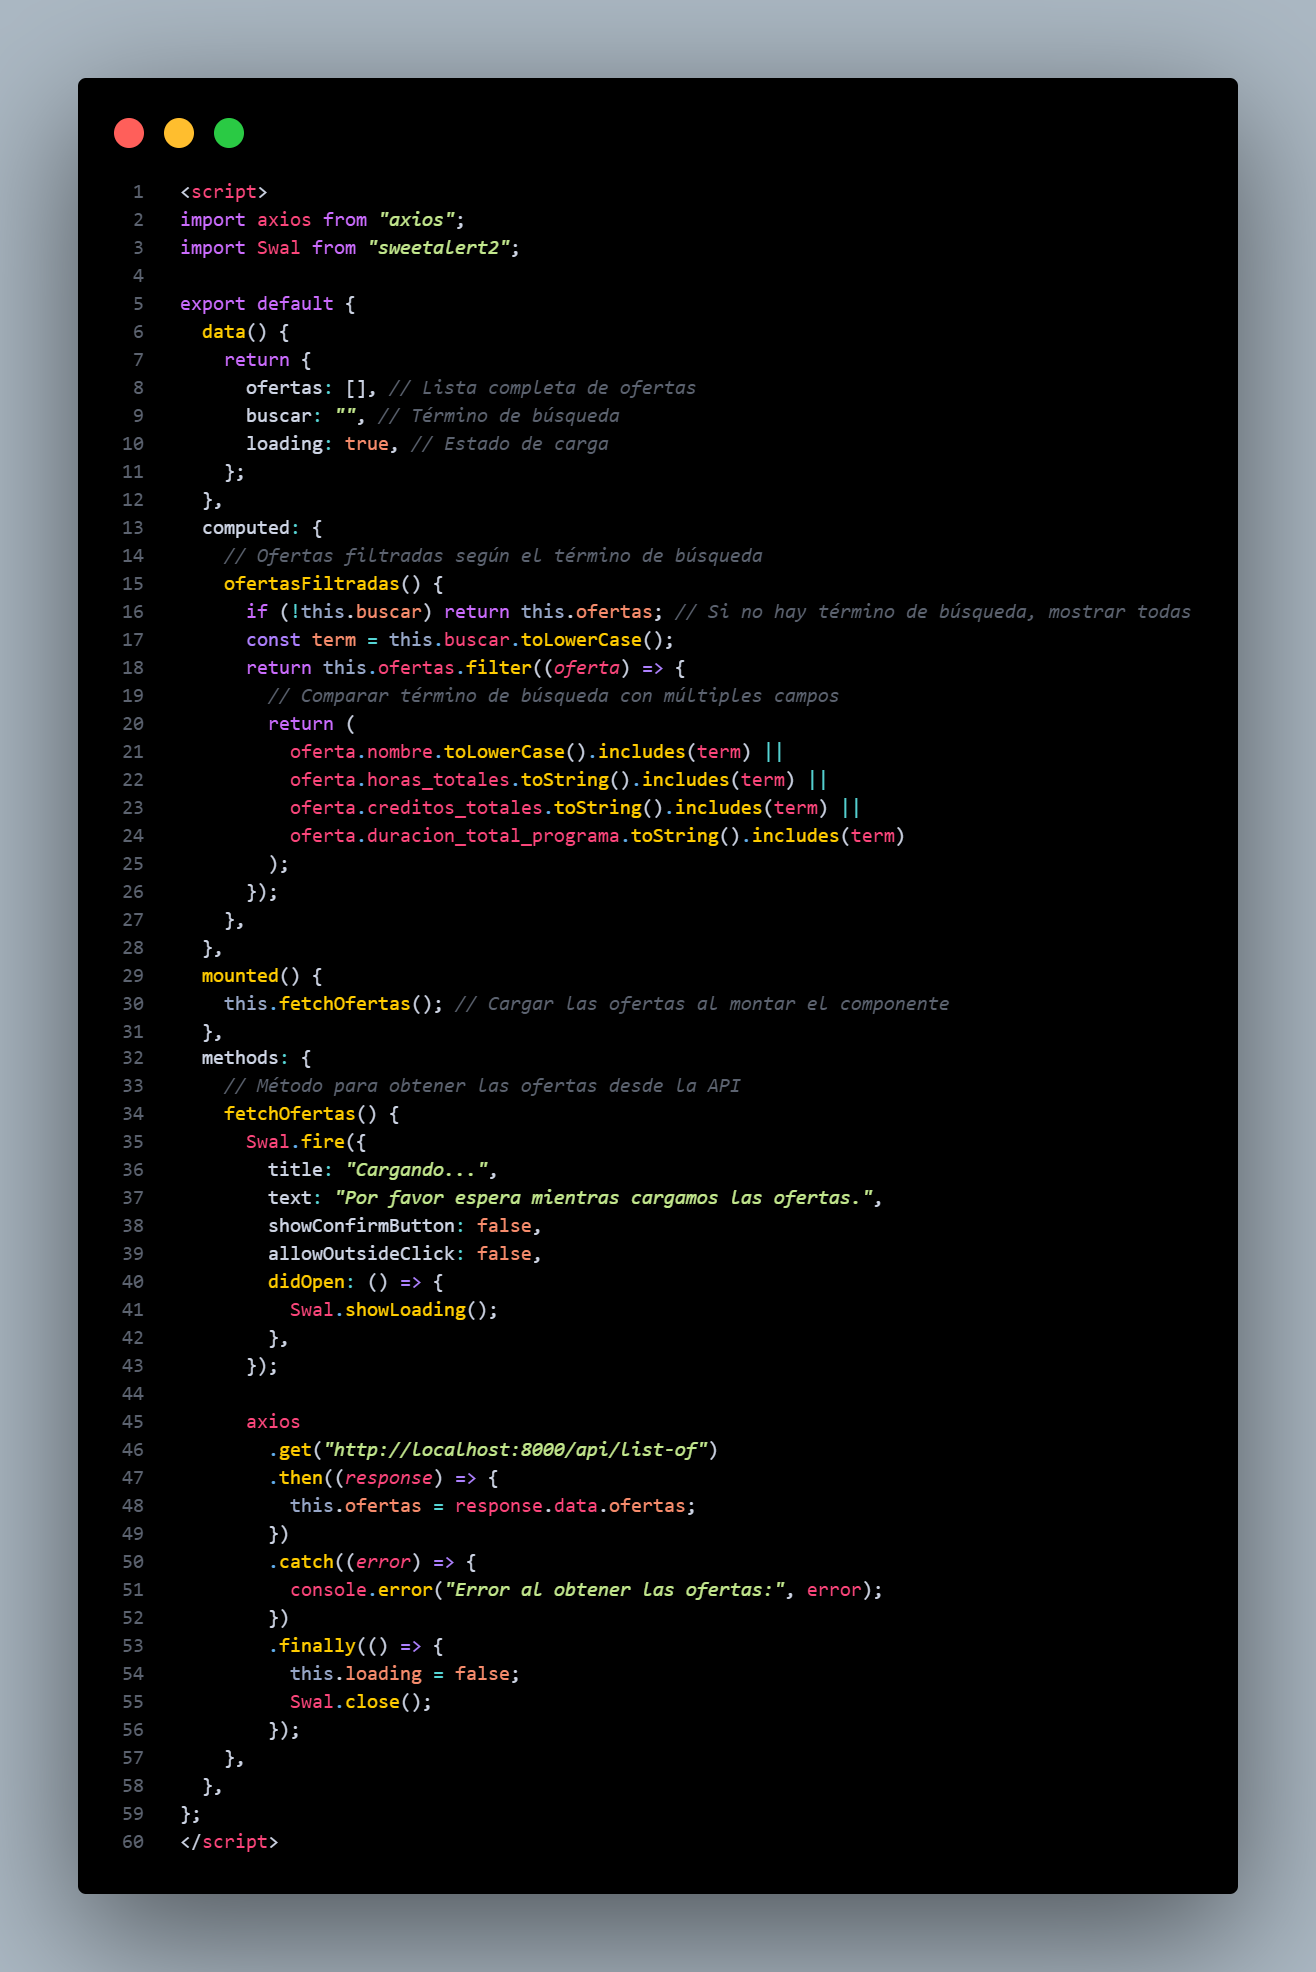 1 <script>
2 import axios from "axios";
3 import Swal from "sweetalert2";
4
5 export default {
6   data() {
7     return {
8       ofertas: [], // Lista completa de ofertas
9       buscar: "", // Término de búsqueda
10       loading: true, // Estado de carga
11     };
12   },
13   computed: {
14     // Ofertas filtradas según el término de búsqueda
15     ofertasFiltradas() {
16       if (!this.buscar) return this.ofertas; // Si no hay término de búsqueda, mostrar todas
17       const term = this.buscar.toLowerCase();
18       return this.ofertas.filter((oferta) => {
19         // Comparar término de búsqueda con múltiples campos
20         return (
21           oferta.nombre.toLowerCase().includes(term) ||
22           oferta.horas_totales.toString().includes(term) ||
23           oferta.creditos_totales.toString().includes(term) ||
24           oferta.duracion_total_programa.toString().includes(term)
25         );
26       });
27     },
28   },
29   mounted() {
30     this.fetchOfertas(); // Cargar las ofertas al montar el componente
31   },
32   methods: {
33     // Método para obtener las ofertas desde la API
34     fetchOfertas() {
35       Swal.fire({
36         title: "Cargando...",
37         text: "Por favor espera mientras cargamos las ofertas.",
38         showConfirmButton: false,
39         allowOutsideClick: false,
40         didOpen: () => {
41           Swal.showLoading();
42         },
43       });
44
45       axios
46         .get("http://localhost:8000/api/list-of")
47         .then((response) => {
48           this.ofertas = response.data.ofertas;
49         })
50         .catch((error) => {
51           console.error("Error al obtener las ofertas:", error);
52         })
53         .finally(() => {
54           this.loading = false;
55           Swal.close();
56         });
57     },
58   },
59 };
60 </script>